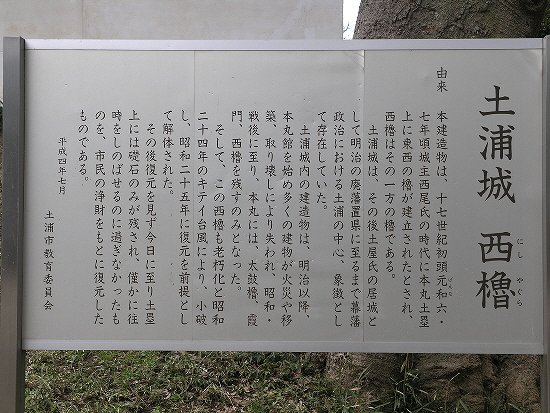 土浦城 西櫓
にし やぐら
由来 本建造物は、十七世紀初頭元和六・
げんな
七年頃城主西尾氏の時代に本丸土塁
上に東西の櫓が建立されたとされ、
西櫓はその一方の櫓である。
土浦城は、その後土屋氏の居城と
して明治の廃藩置県に至るまで幕藩
政治における土浦の中心、象徴とし
て存在していた。
土浦城内の建造物は、明治以降、
本丸館を始め多くの建物が火災や移
築、取り壊しにより失われ、昭和・
戦後に至り、本丸には、太鼓櫓、霞
門、西櫓を残すのみとなった。
そして、この西櫓も老朽化と昭和
二十四年のキテイ台風により、小破
し、昭和二十五年に復元を前提とし
て解体された。
その後復元を見ず今日に至り土塁
上には礎石のみが残され、僅かに往
時をしのばせるのに過ぎなかったも
のを、市民の浄財をもとに復元した
ものである。
平成四年七月
土浦市教育委員会